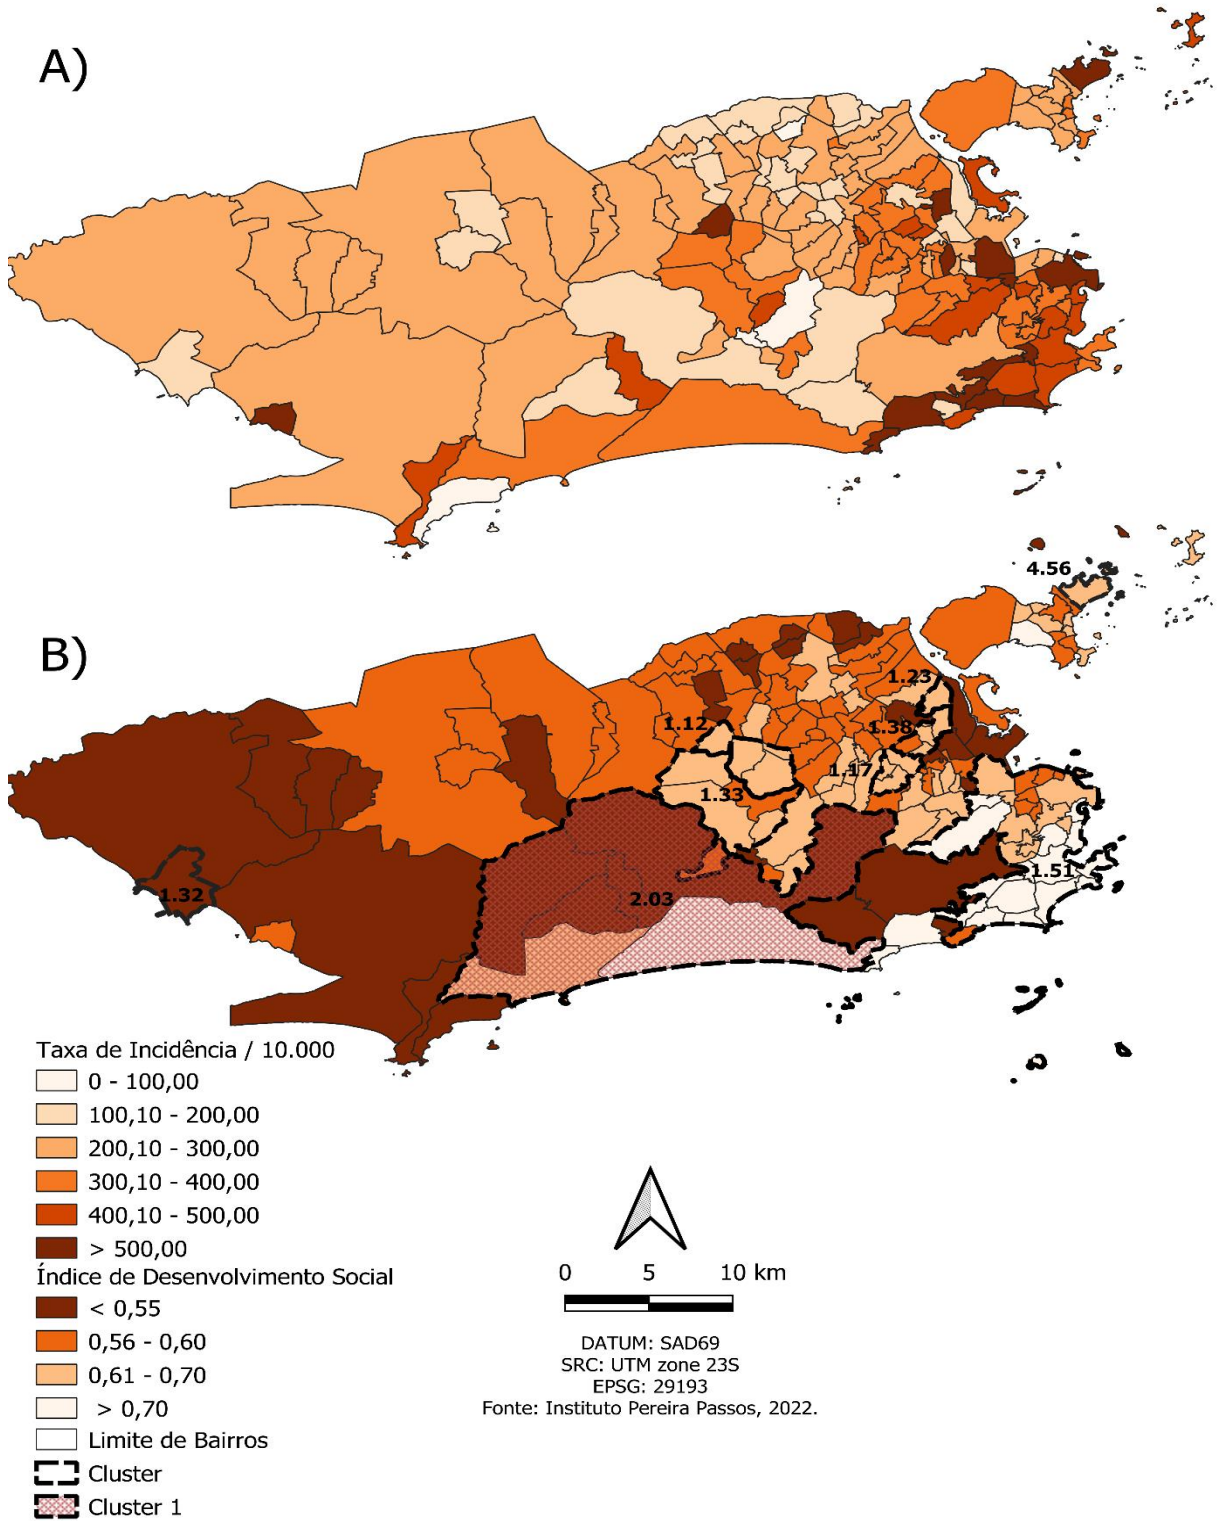 A)
4.56
B)
1.23
1.12
1.38
1.17
1.33
1.51
1.32
2.03
Taxa de Incidência / 10.000
0 - 100,00
100,10 - 200,00
200,10 - 300,00
300,10 - 400,00
400,10 - 500,00
> 500,00
Índice de Desenvolvimento Social
< 0,55
0,56 - 0,60
0,61 - 0,70
> 0,70
Limite de Bairros
Cluster
Cluster 1
0 5 10 km
DATUM: SAD69
SRC: UTM zone 23S
EPSG: 29193
Fonte: Instituto Pereira Passos, 2022.